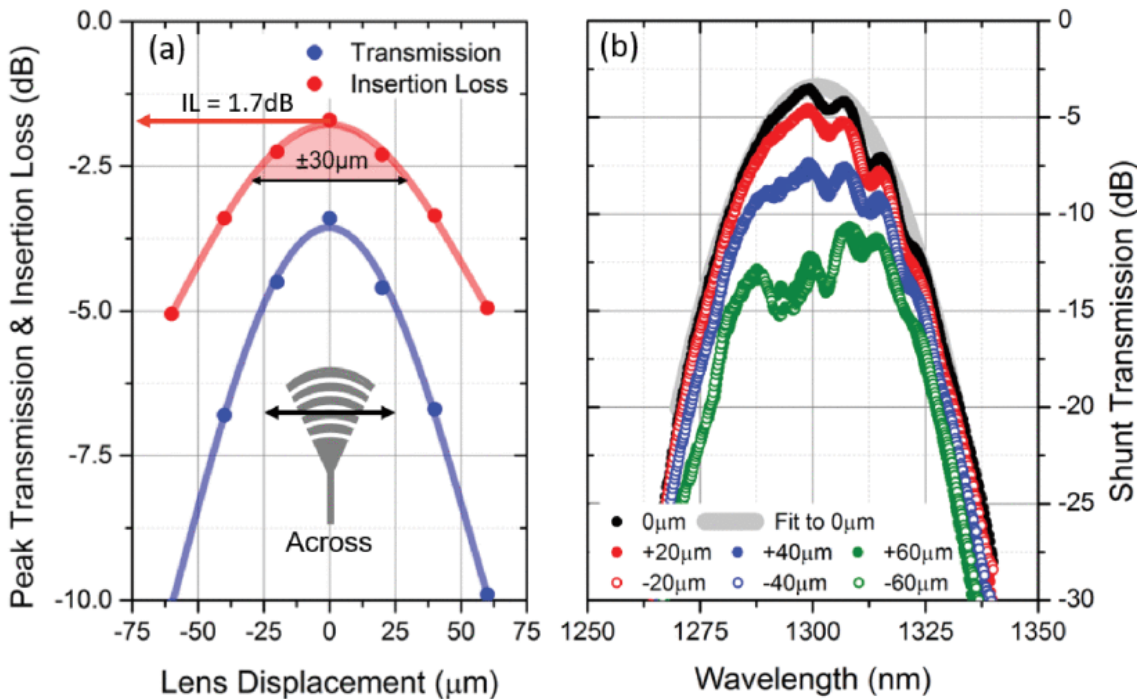 Peak Transmission & Insertion Loss (dB)
0.0
-2.5
-5.0
-7.5
-10.0
(a)
Transmission
Insertion Loss
IL = 1.7dB
±30μm
Across
-75 -50 -25 0 25 50 75
Lens Displacement (μm)
(b)
0μm Fit to 0μm
+20μm +40μm +60μm
-20μm -40μm -60μm
1250 1275 1300 1325 1350
Wavelength (nm)
0
-5
-10
-15
-20
-25
-30
Shunt Transmission (dB)